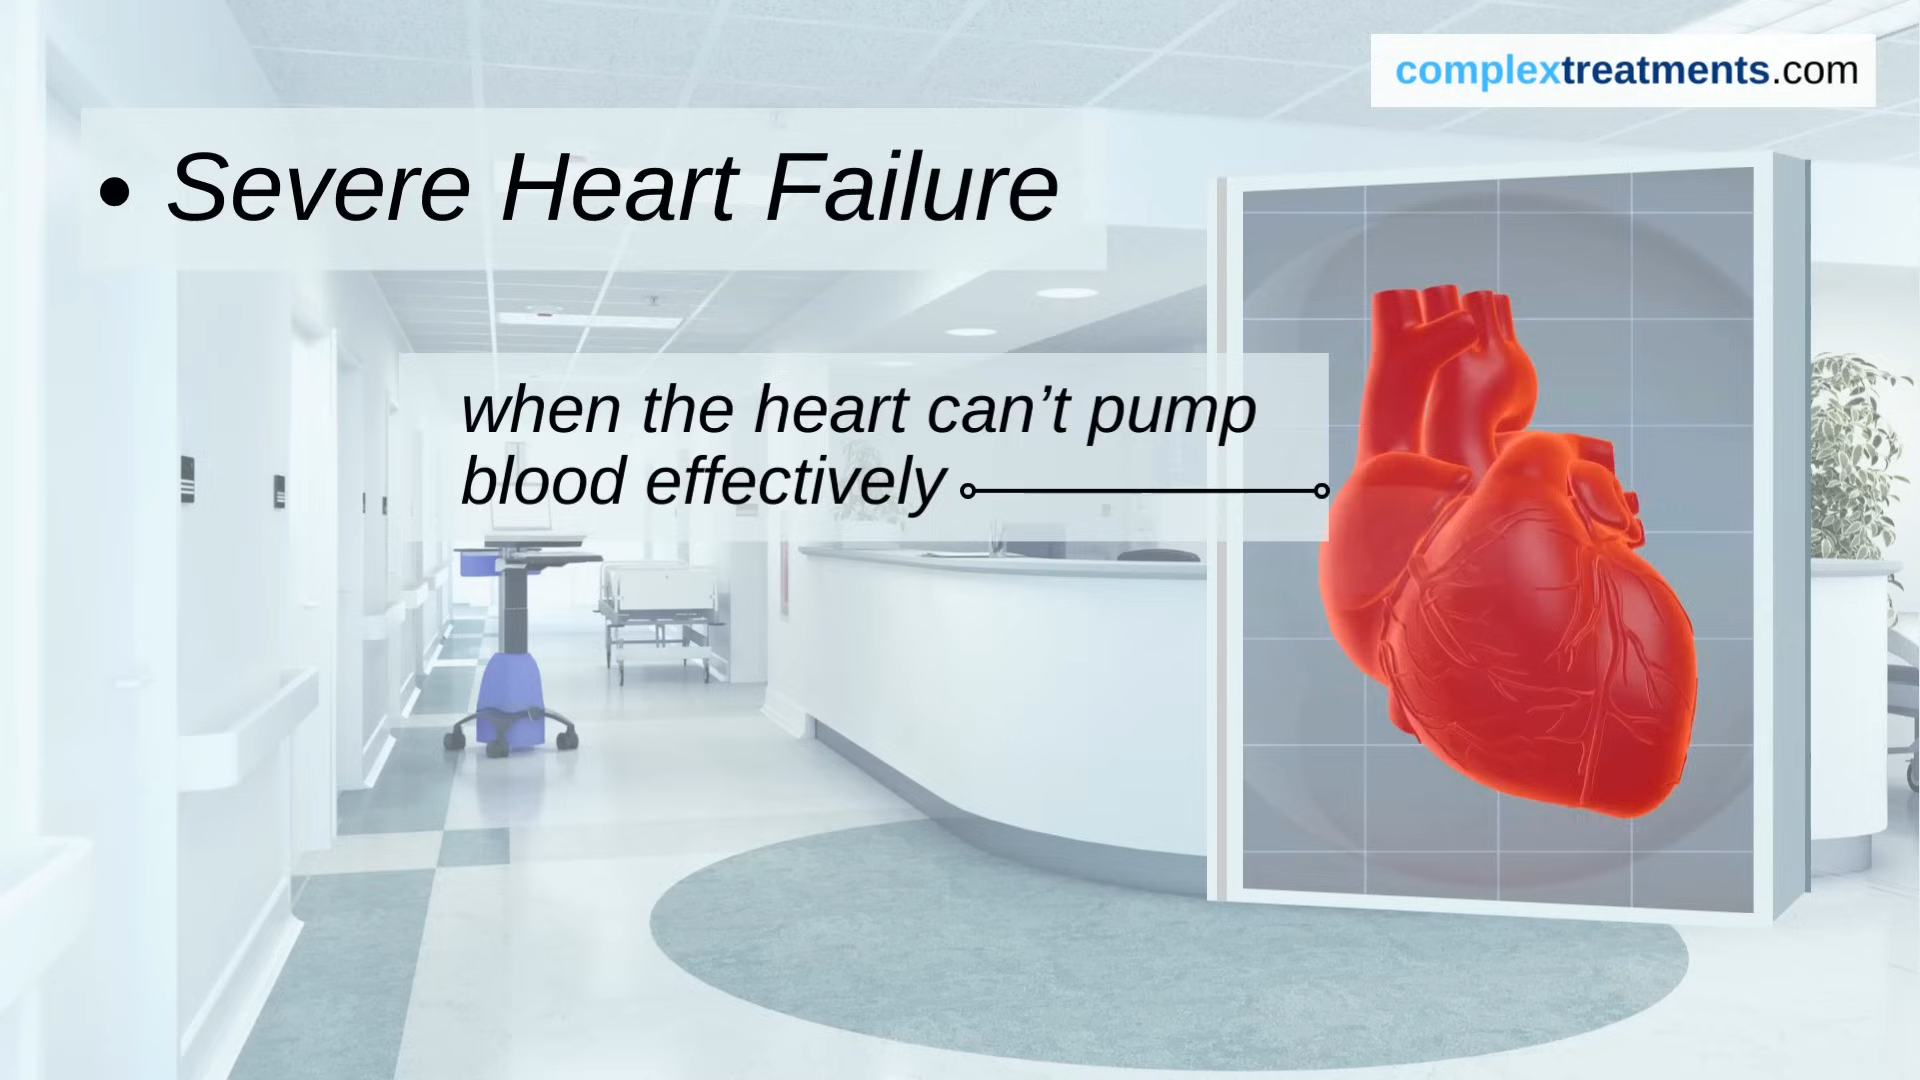 complextreatments.com
• Severe Heart Failure
when the heart can’t pump
blood effectively